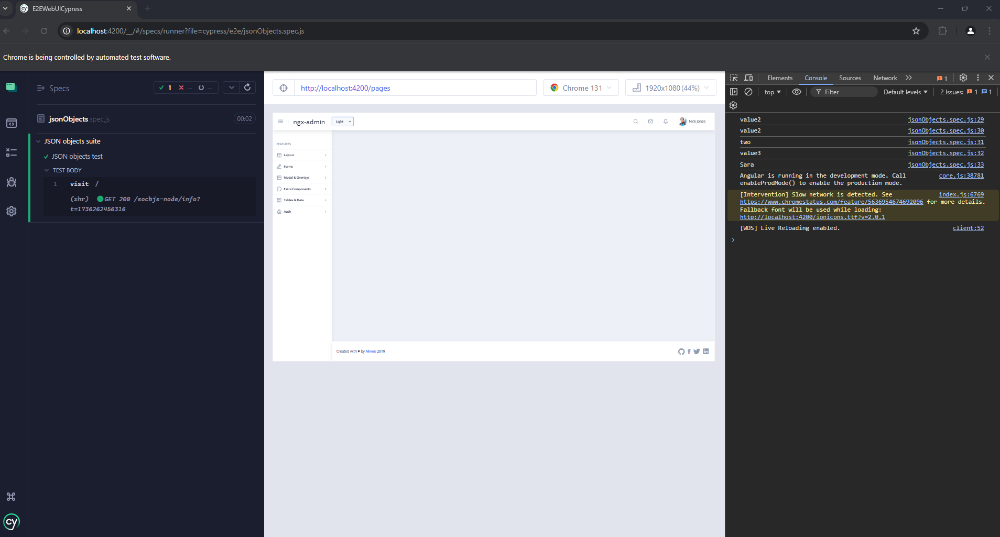 E2EWebUICypress
localhost:4200/__/#/specs/runner?file=cypress/e2e/jsonObjects.spec.js
Chrome is being controlled by automated test software.
Specs
1 -- --
jsonObjects.spec.js 00:02
JSON objects suite
JSON objects test
TEST BODY
1 visit /
(xhr) GET 200 /sockjs-node/info?
t=1736262456316
cy
http://localhost:4200/pages
Chrome 131
1920x1080 (44%)
ngx-admin Light Nick Jones
FEATURES
Layout
Forms
Modal & Overlays
Extra Components
Tables & Data
Auth
Created with ♥ by Akveo 2019
Elements Console Sources Network 1
top Filter Default levels 2 Issues: 1 1
value2 jsonObjects.spec.js:29
value2 jsonObjects.spec.js:30
two jsonObjects.spec.js:31
value3 jsonObjects.spec.js:32
Sara jsonObjects.spec.js:33
Angular is running in the development mode. Call core.js:38781
enableProdMode() to enable the production mode.
[Intervention] Slow network is detected. See index.js:6769
https://www.chromestatus.com/feature/5636954674692096 for more details.
Fallback font will be used while loading:
http://localhost:4200/ionicons.ttf?v=2.0.1
[WDS] Live Reloading enabled. client:52